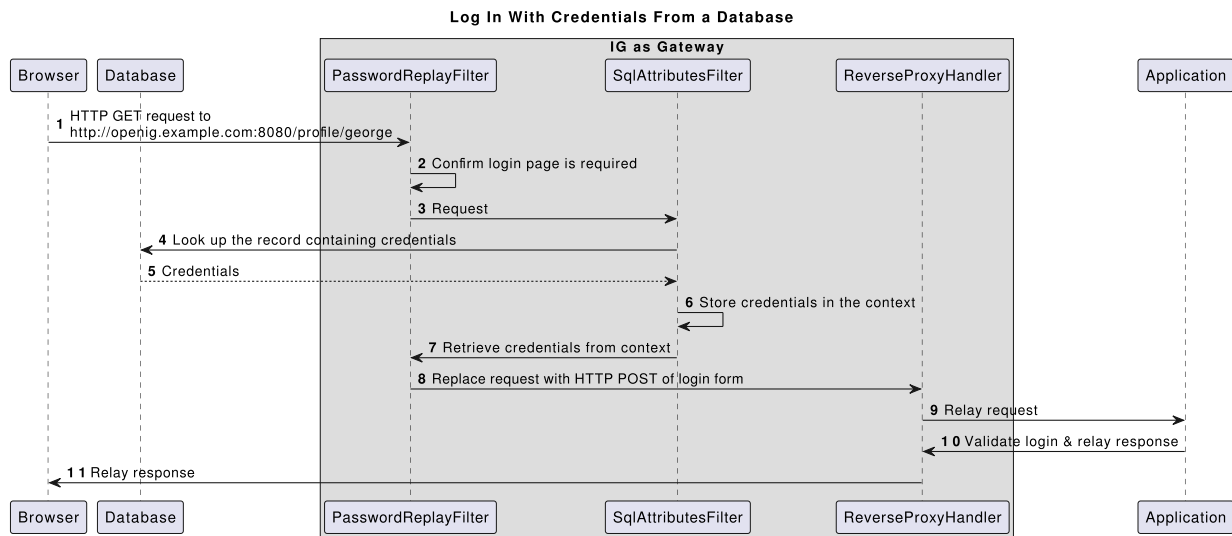 Log In With Credentials From a Database
IG as Gateway
Browser Database PasswordReplayFilter SqlAttributesFilter ReverseProxyHandler Application
1 HTTP GET request to
http://openig.example.com:8080/profile/george
2 Confirm login page is required
3 Request
4 Look up the record containing credentials
5 Credentials
6 Store credentials in the context
7 Retrieve credentials from context
8 Replace request with HTTP POST of login form
9 Relay request
10 Validate login & relay response
11 Relay response
Browser Database PasswordReplayFilter SqlAttributesFilter ReverseProxyHandler Application